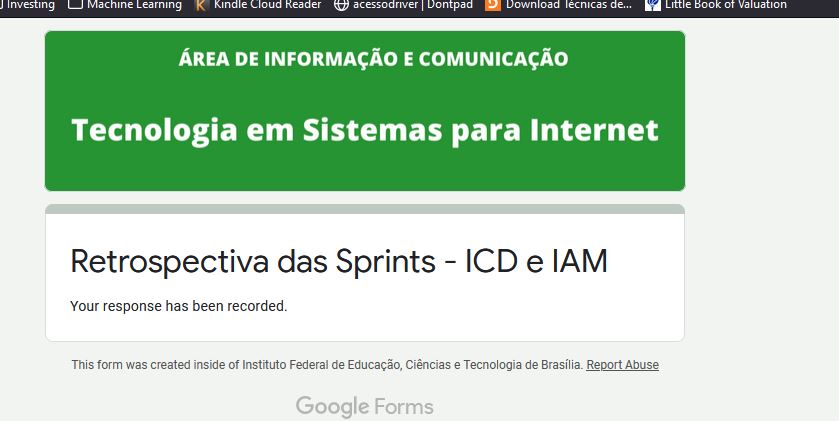 Investing Machine Learning Kindle Cloud Reader acessodriver | Dontpad Download Técnicas de... Little Book of Valuation
ÁREA DE INFORMAÇÃO E COMUNICAÇÃO
Tecnologia em Sistemas para Internet
Retrospectiva das Sprints - ICD e IAM
Your response has been recorded.
This form was created inside of Instituto Federal de Educação, Ciências e Tecnologia de Brasília. Report Abuse
Google Forms